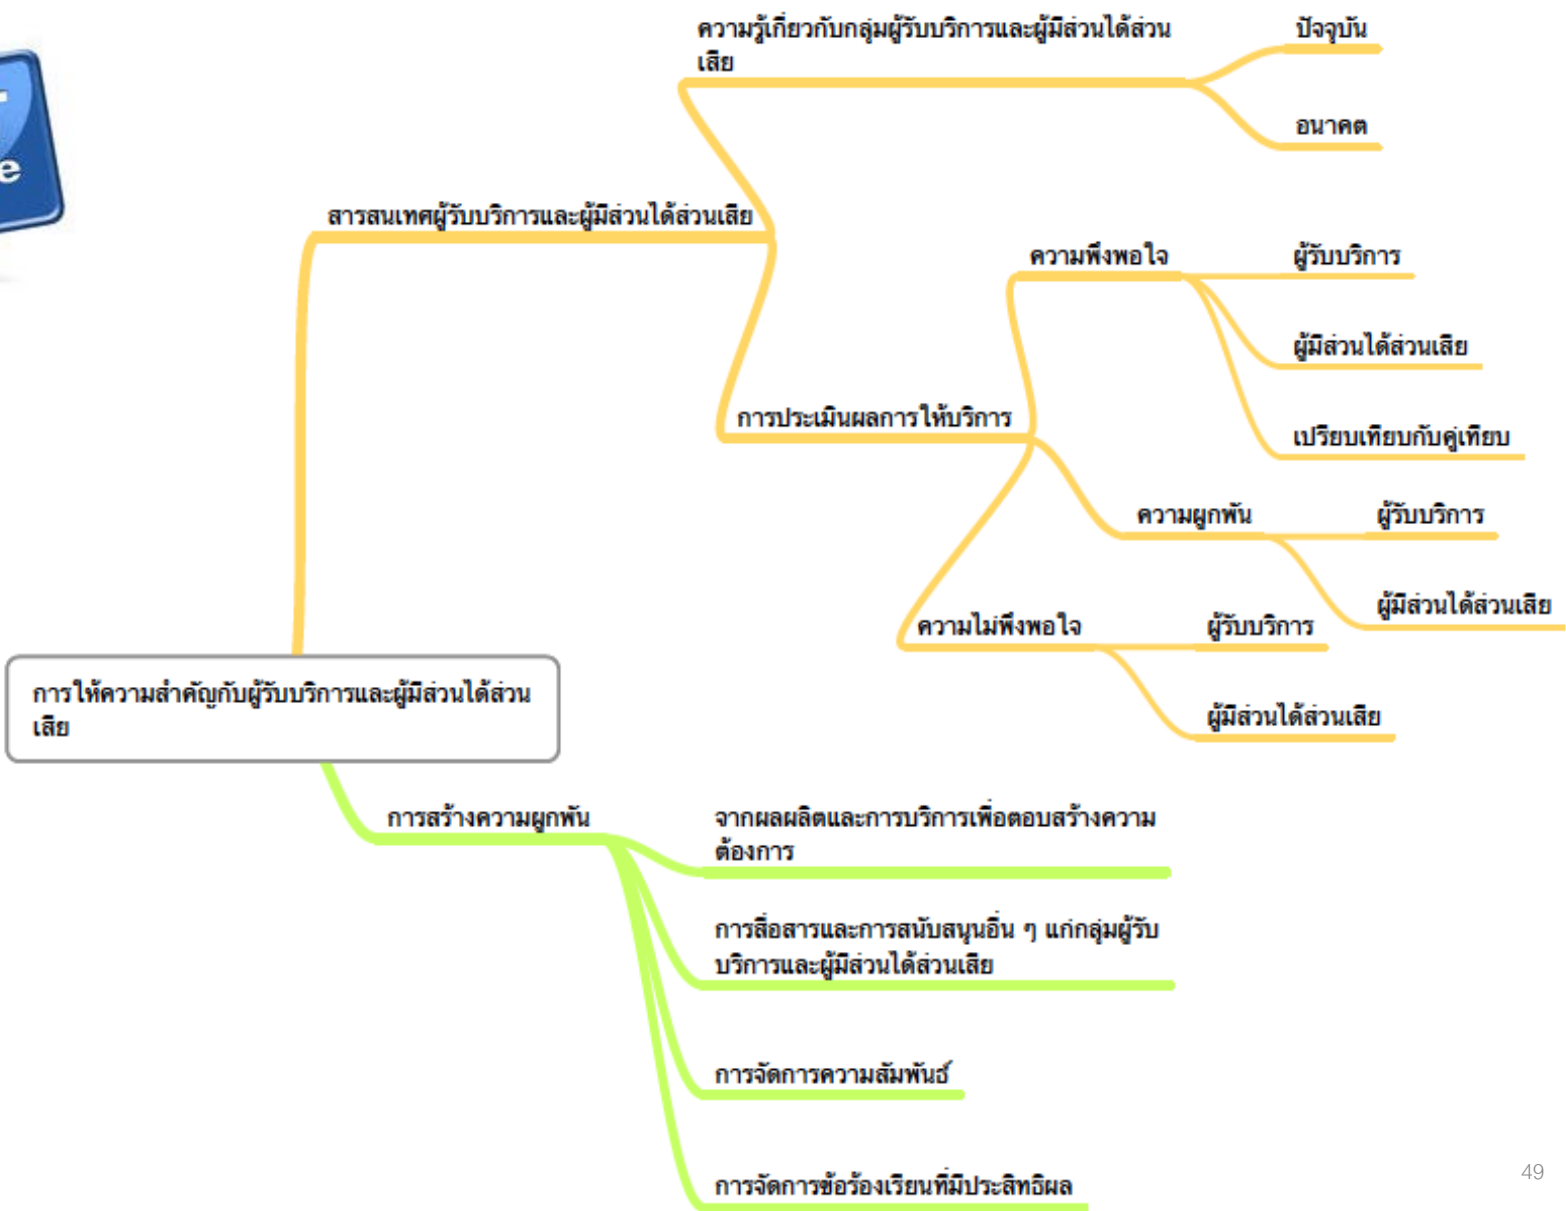 e
ความรู้เกี่ยวกับกลุ่มผู้รับบริการและผู้มีส่วนได้ส่วน
เสีย
ปัจจุบัน
อนาคต
สารสนเทศผู้รับบริการและผู้มีส่วนได้ส่วนเสีย
ความพึงพอใจ
ผู้รับบริการ
ผู้มีส่วนได้ส่วนเสีย
เปรียบเทียบกับคู่เทียบ
การประเมินผลการให้บริการ
ความผูกพัน
ผู้รับบริการ
ผู้มีส่วนได้ส่วนเสีย
ความไม่พึงพอใจ
ผู้รับบริการ
ผู้มีส่วนได้ส่วนเสีย
การให้ความสำคัญกับผู้รับบริการและผู้มีส่วนได้ส่วน
เสีย
การสร้างความผูกพัน
จากผลผลิตและการบริการเพื่อตอบสร้างความ
ต้องการ
การสื่อสารและการสนับสนุนอื่น ๆ แก่กลุ่มผู้รับ
บริการและผู้มีส่วนได้ส่วนเสีย
การจัดการความสัมพันธ์
การจัดการข้อร้องเรียนที่มีประสิทธิผล
49